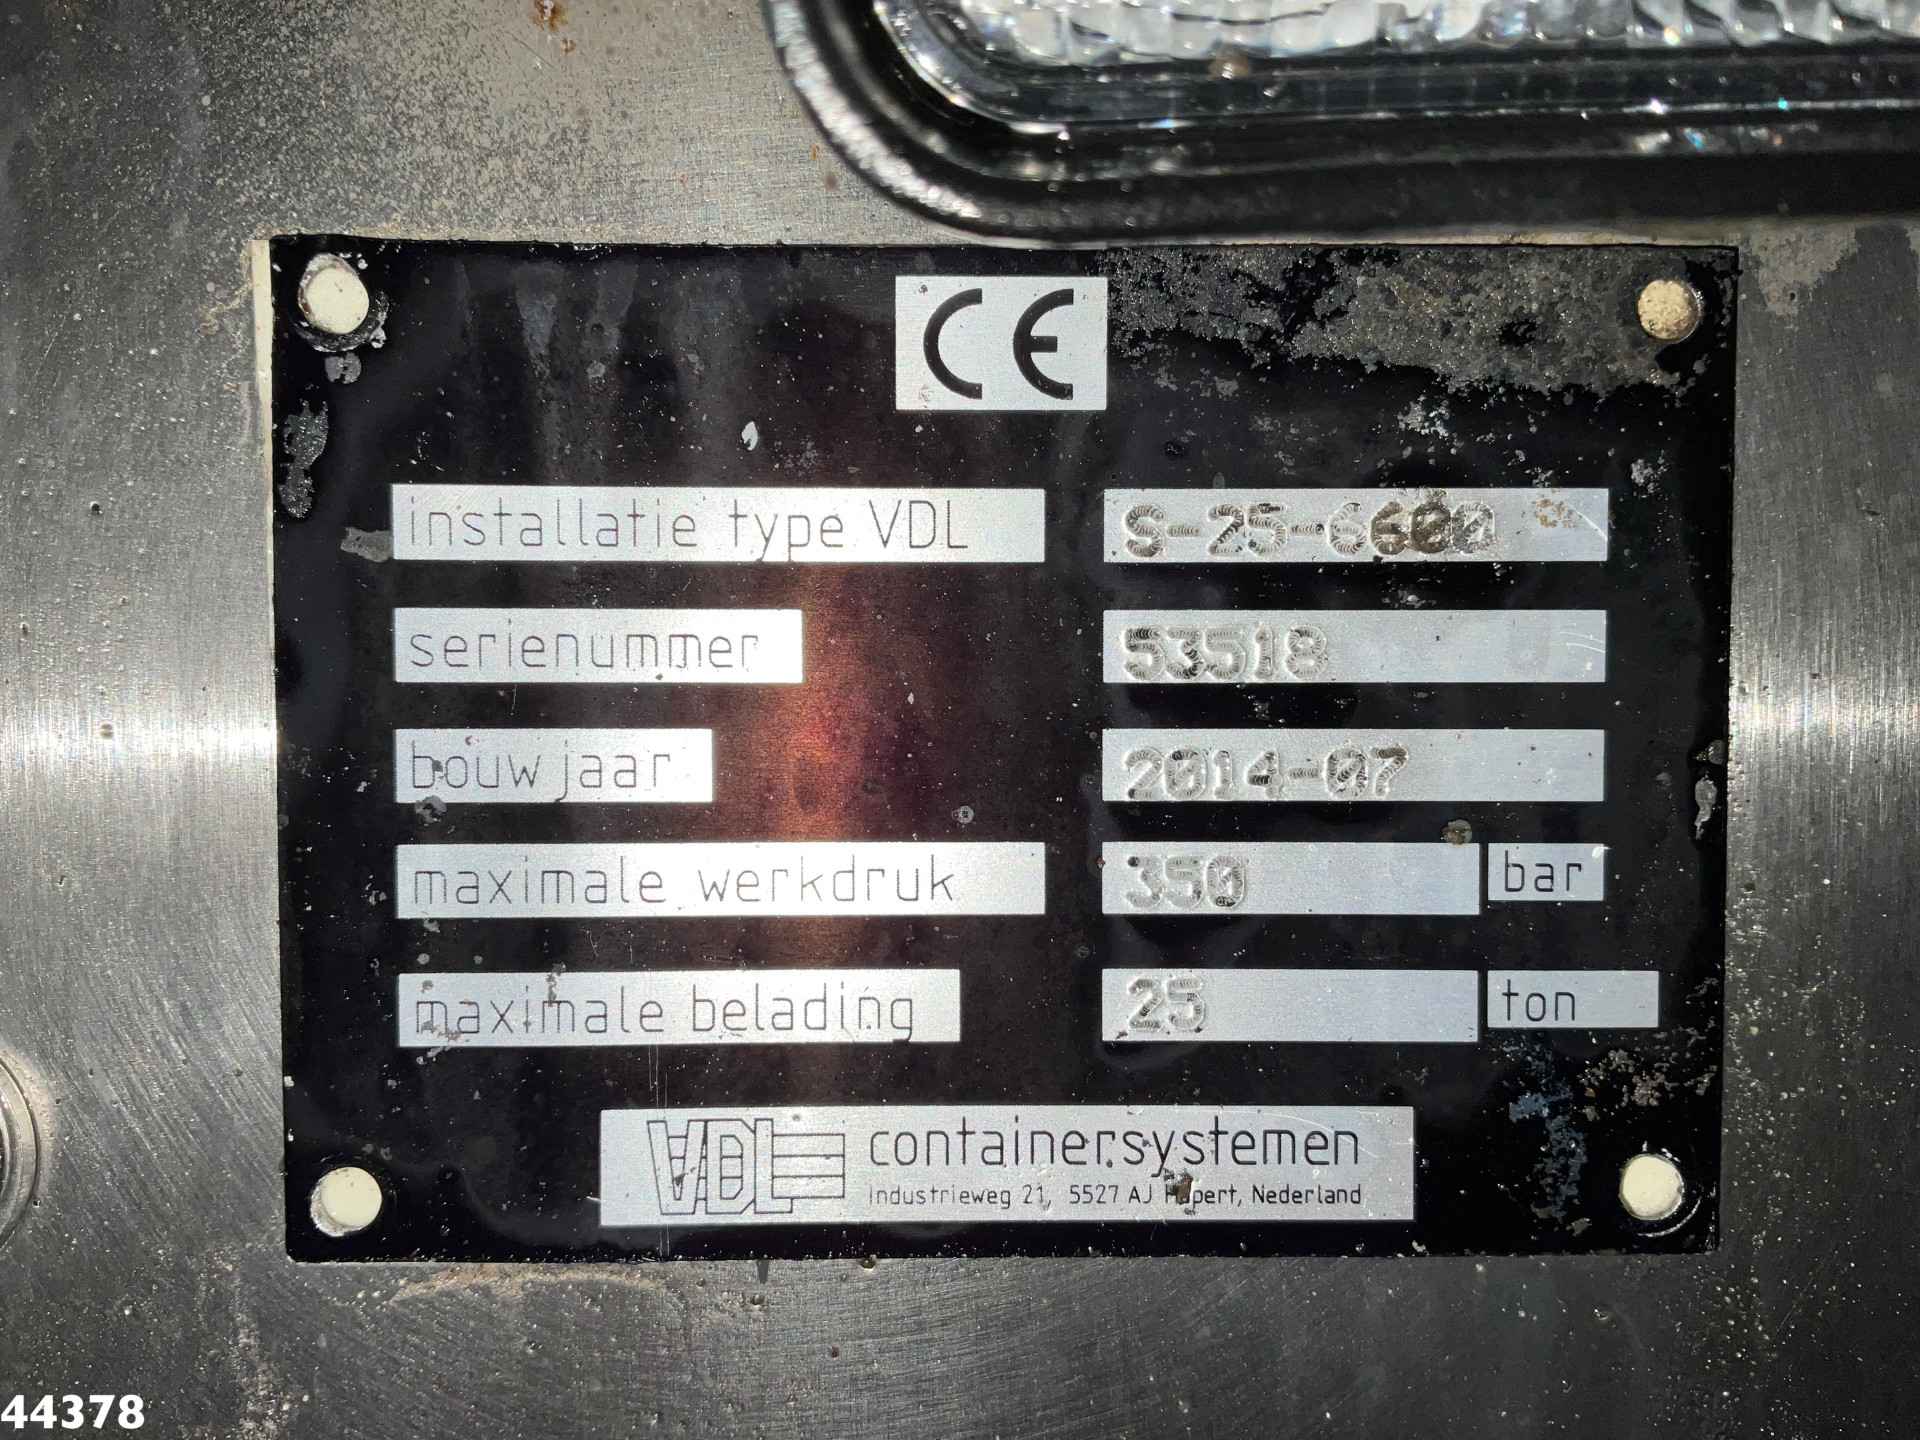 CE
installatie type VDL S-25-6600
serienummer 53518
bouwjaar 2014-07
maximale werkdruk 350 bar
maximale belading 25 ton
VDL containersystemen
Industrieweg 21, 5527 AJ Hapert, Nederland
44378